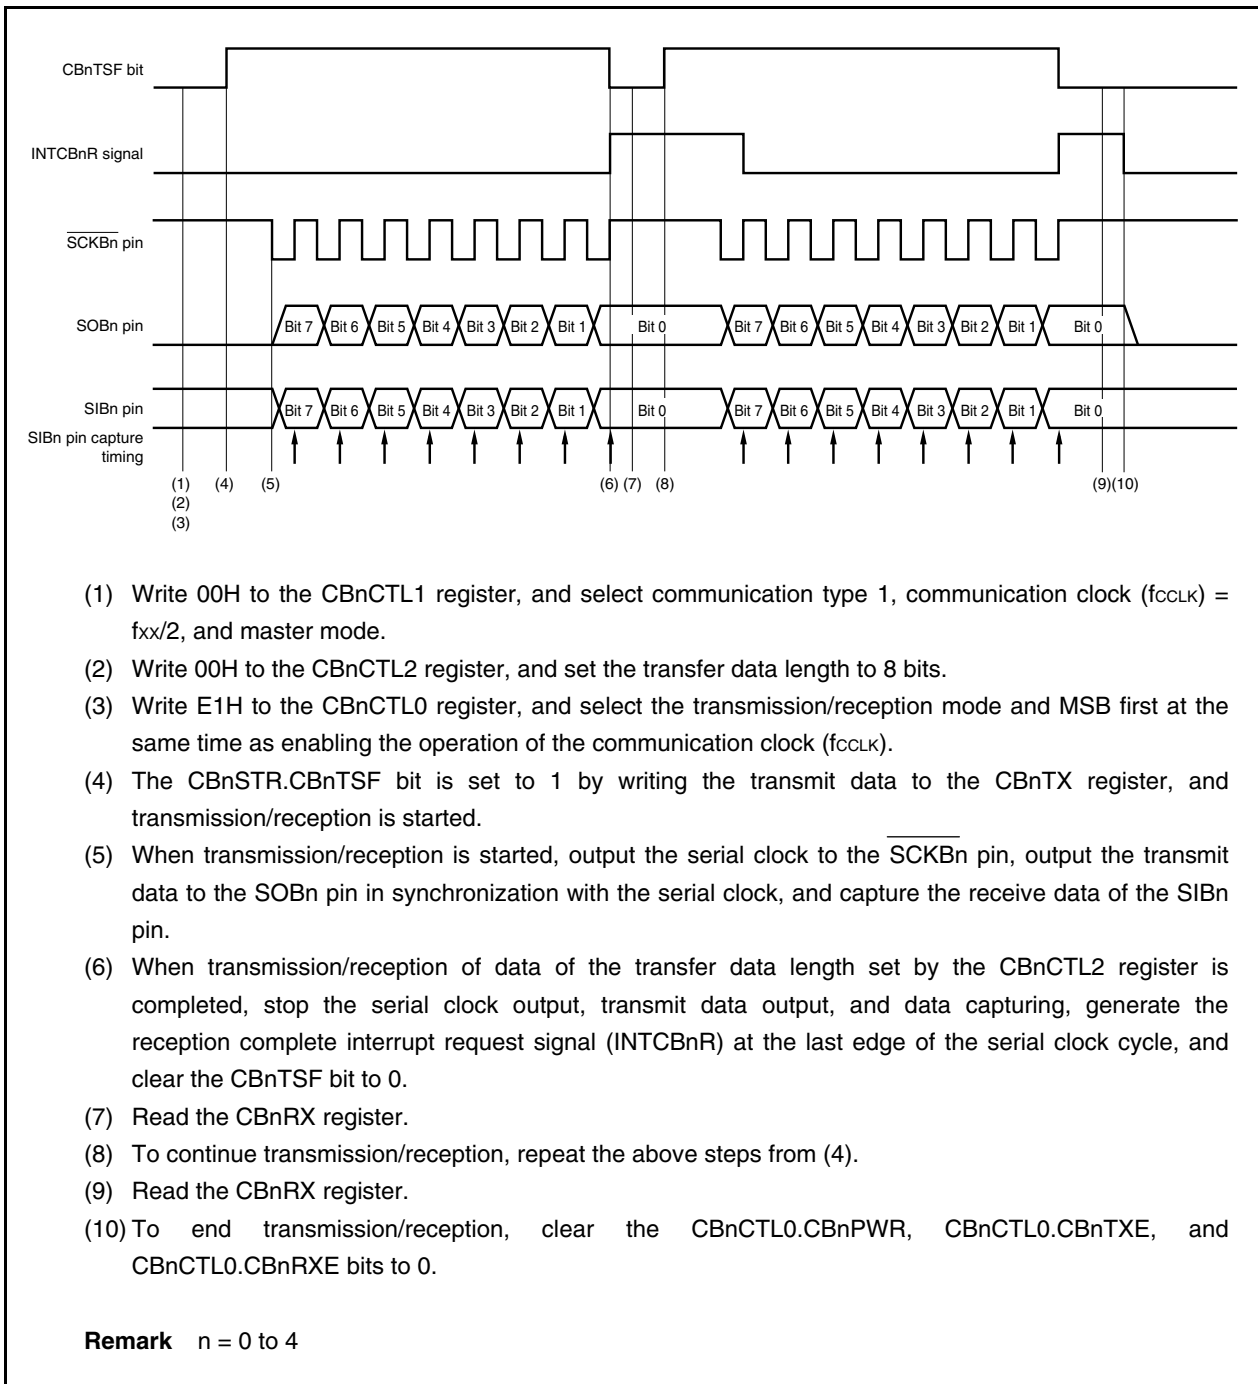 CBnTSF bit
INTCBnR signal
SCKBn pin
SOBn pin
Bit 7 Bit 6 Bit 5 Bit 4 Bit 3 Bit 2 Bit 1 Bit 0 Bit 7 Bit 6 Bit 5 Bit 4 Bit 3 Bit 2 Bit 1 Bit 0
SIBn pin
Bit 7 Bit 6 Bit 5 Bit 4 Bit 3 Bit 2 Bit 1 Bit 0 Bit 7 Bit 6 Bit 5 Bit 4 Bit 3 Bit 2 Bit 1 Bit 0
SIBn pin capture
timing
(1) (4) (5) (6) (7) (8) (9) (10)
(2)
(3)
(1) Write 00H to the CBnCTL1 register, and select communication type 1, communication clock (fCCLK) =
fXX/2, and master mode.
(2) Write 00H to the CBnCTL2 register, and set the transfer data length to 8 bits.
(3) Write E1H to the CBnCTL0 register, and select the transmission/reception mode and MSB first at the
same time as enabling the operation of the communication clock (fCCLK).
(4) The CBnSTR.CBnTSF bit is set to 1 by writing the transmit data to the CBnTX register, and
transmission/reception is started.
(5) When transmission/reception is started, output the serial clock to the SCKBn pin, output the transmit
data to the SOBn pin in synchronization with the serial clock, and capture the receive data of the SIBn
pin.
(6) When transmission/reception of data of the transfer data length set by the CBnCTL2 register is
completed, stop the serial clock output, transmit data output, and data capturing, generate the
reception complete interrupt request signal (INTCBnR) at the last edge of the serial clock cycle, and
clear the CBnTSF bit to 0.
(7) Read the CBnRX register.
(8) To continue transmission/reception, repeat the above steps from (4).
(9) Read the CBnRX register.
(10) To end transmission/reception, clear the CBnCTL0.CBnPWR, CBnCTL0.CBnTXE, and
CBnCTL0.CBnRXE bits to 0.
Remark n = 0 to 4